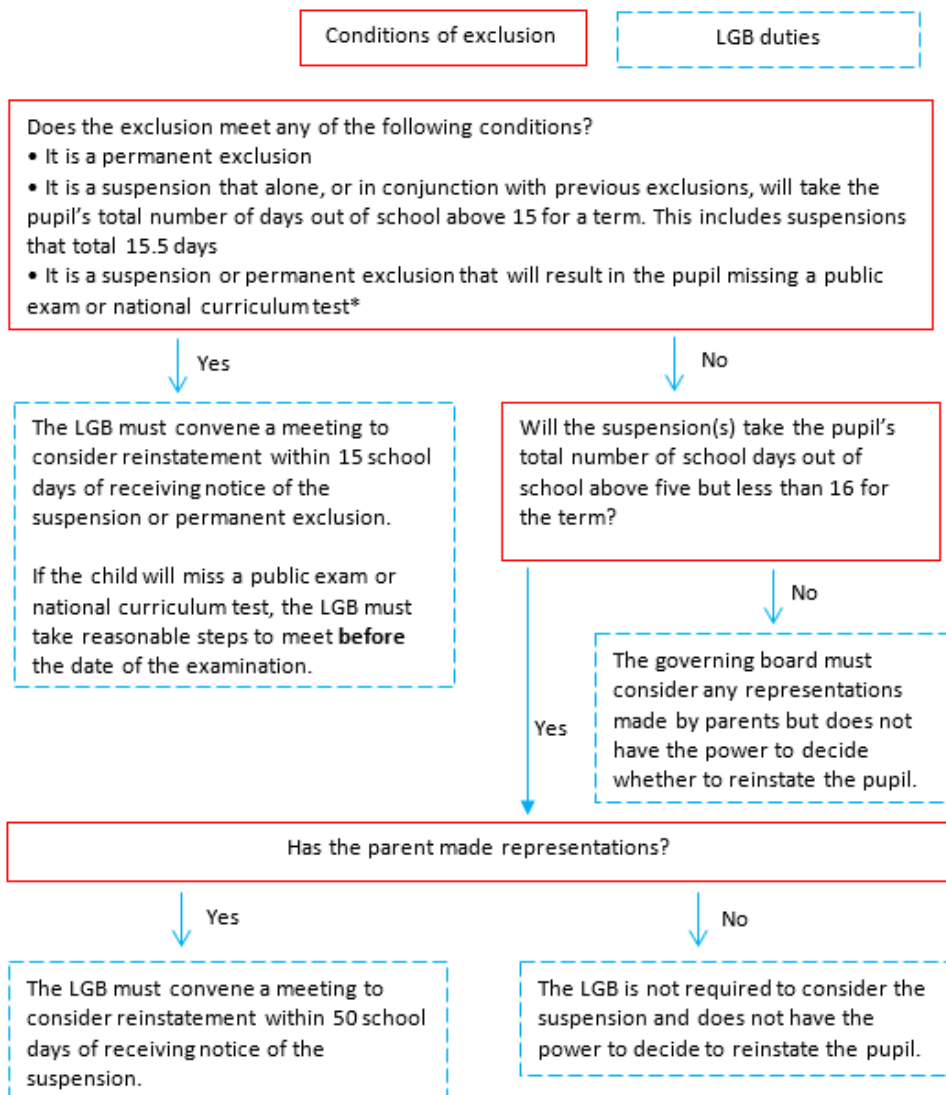 Conditions of exclusion
LGB duties
Does the exclusion meet any of the following conditions?
• It is a permanent exclusion
• It is a suspension that alone, or in conjunction with previous exclusions, will take the
pupil's total number of days out of school above 15 for a term. This includes suspensions
that total 15.5 days
• It is a suspension or permanent exclusion that will result in the pupil missing a public
exam or national curriculum test*
Yes
No
The LGB must convene a meeting to
consider reinstatement within 15 school
days of receiving notice of the
suspension or permanent exclusion.
If the child will miss a public exam or
national curriculum test, the LGB must
take reasonable steps to meet before
the date of the examination.
Will the suspension(s) take the pupil's
total number of school days out of
school above five but less than 16 for
the term?
No
The governing board must
consider any representations
made by parents but does not
have the power to decide
whether to reinstate the pupil.
Yes
Has the parent made representations?
Yes
No
The LGB must convene a meeting to
consider reinstatement within 50 school
days of receiving notice of the
suspension.
The LGB is not required to consider the
suspension and does not have the
power to decide to reinstate the pupil.